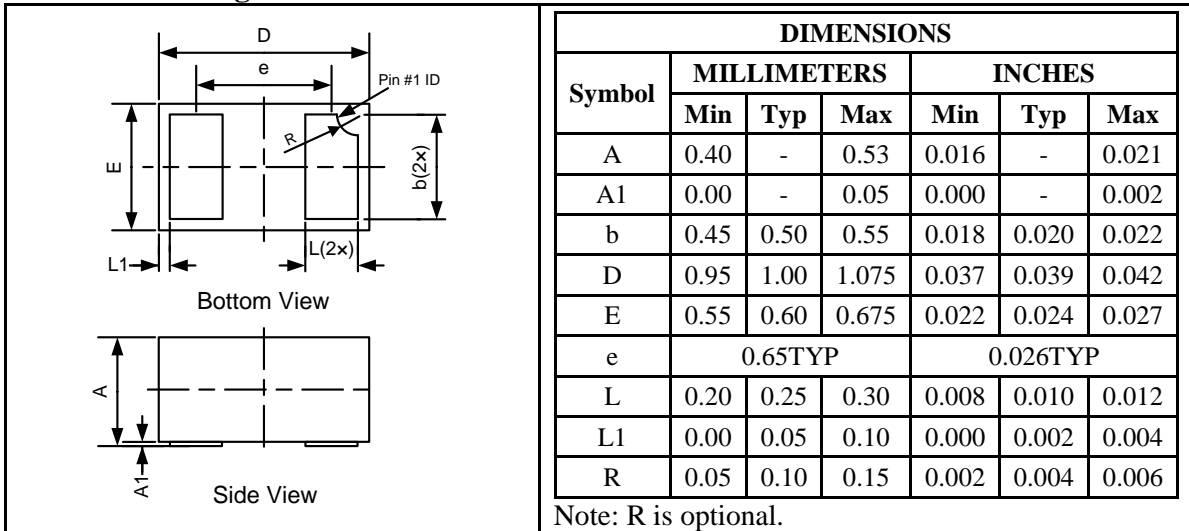 D
e
Pin #1 ID
R
E
b(2×)
L(2×)
L1
Bottom View
A
A1
Side View
DIMENSIONS
Symbol MILLIMETERS INCHES
Min Typ Max Min Typ Max
A 0.40 - 0.53 0.016 - 0.021
A1 0.00 - 0.05 0.000 - 0.002
b 0.45 0.50 0.55 0.018 0.020 0.022
D 0.95 1.00 1.075 0.037 0.039 0.042
E 0.55 0.60 0.675 0.022 0.024 0.027
e 0.65TYP 0.026TYP
L 0.20 0.25 0.30 0.008 0.010 0.012
L1 0.00 0.05 0.10 0.000 0.002 0.004
R 0.05 0.10 0.15 0.002 0.004 0.006
Note: R is optional.